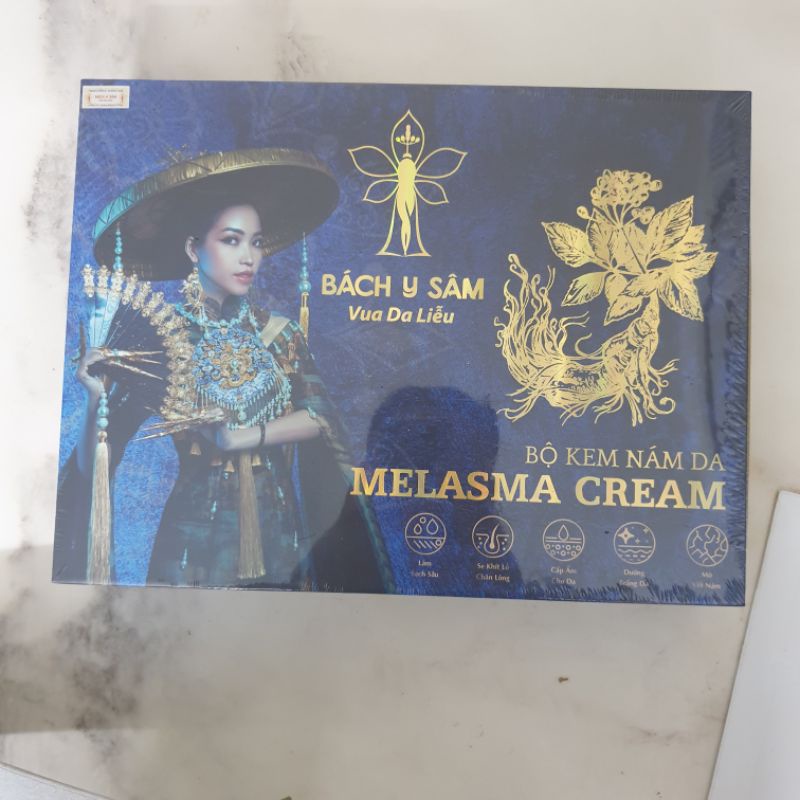 BÁCH Y SÂM
Vua Da Liễu
BỘ KEM NÁM DA
MELASMA CREAM
Làm
Sạch Sâu
Se Khít Lỗ
Chân Lông
Cấp Ẩm
Cho Da
Dưỡng
Trắng Da
Mờ
Vết Nám